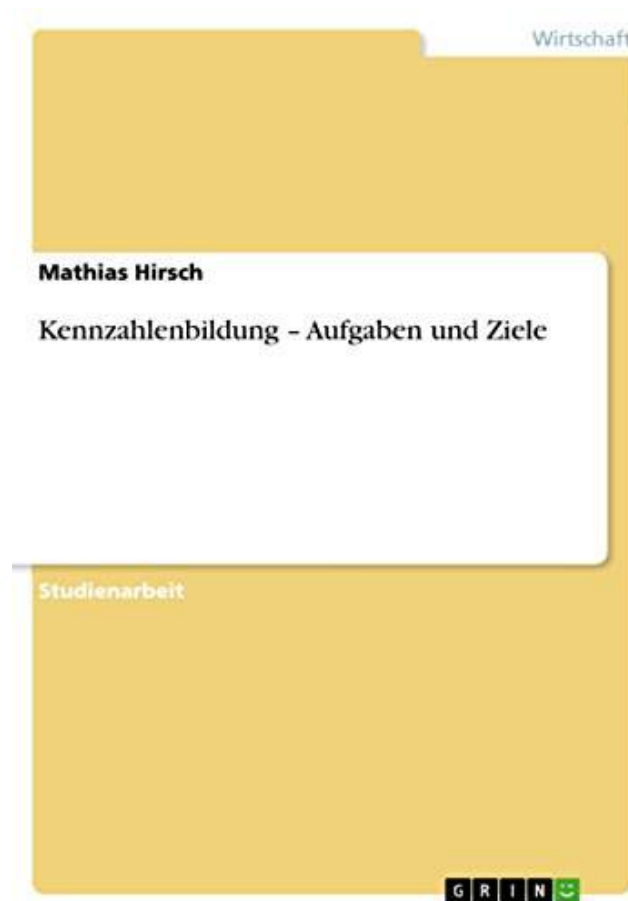 Wirtschaft
Mathias Hirsch
Kennzahlenbildung – Aufgaben und Ziele
Studienarbeit
GRIN